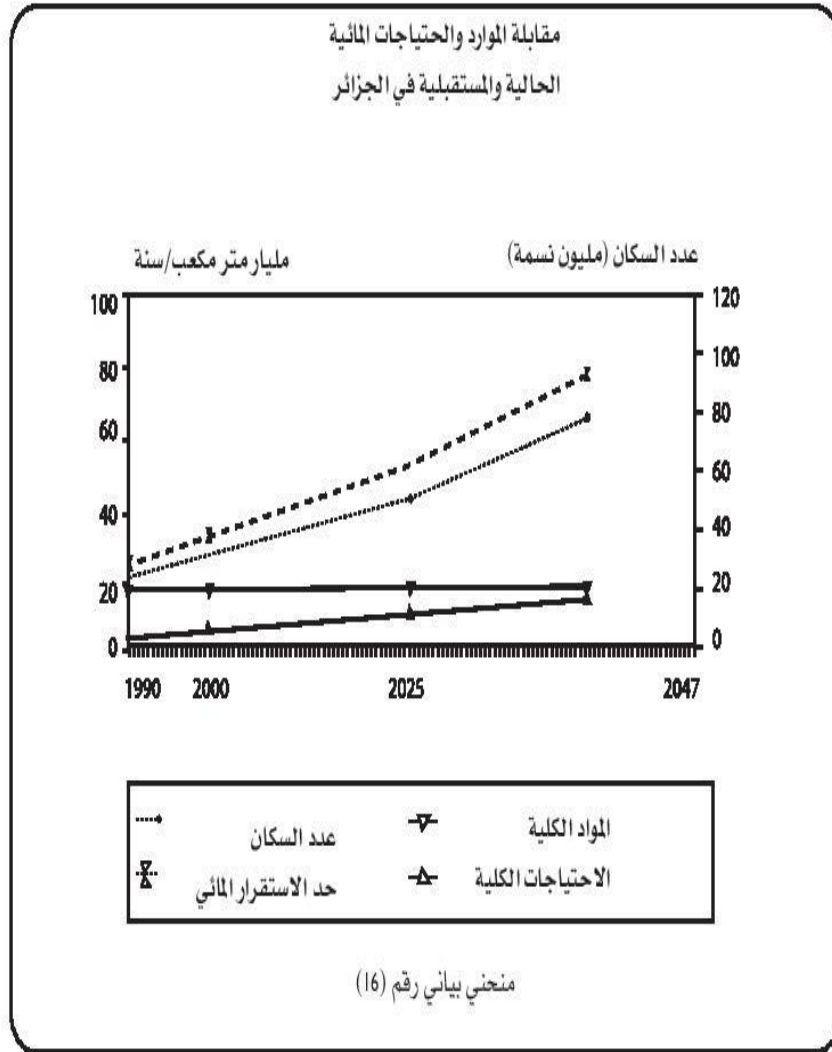 مقابلة الموارد والحتياجات المائية
الحالية والمستقبلية في الجزائر
عدد السكان (مليون نسمة)
مليار متر مكعب/سنة
100
80
60
40
20
0
120
100
80
60
40
20
0
1990 2000 2025 2047
المواد الكلية
عدد السكان
الاحتياجات الكلية
حد الاستقرار المائي
منحني بياني رقم (16)